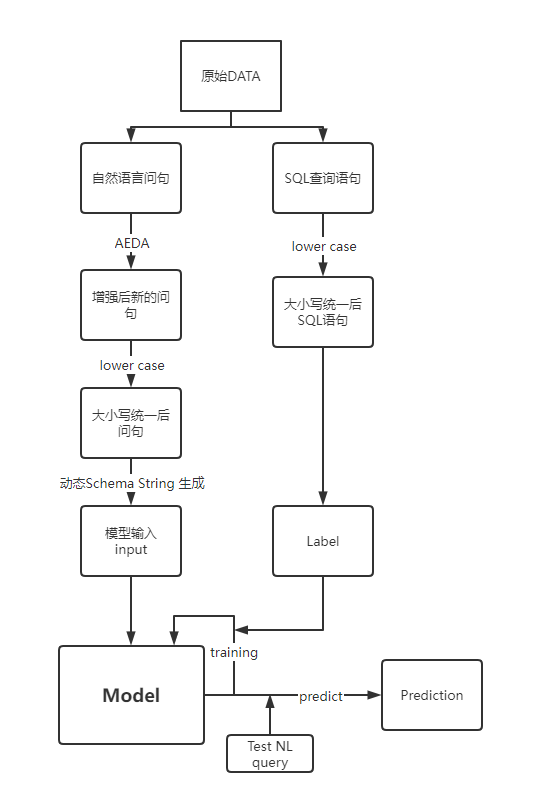 原始DATA
自然语言问句
SQL查询语句
AEDA
lower case
增强后新的问
句
大小写统一后
SQL语句
lower case
大小写统一后
问句
动态Schema String 生成
模型输入
input
Label
training
Model
predict
Prediction
Test NL
query